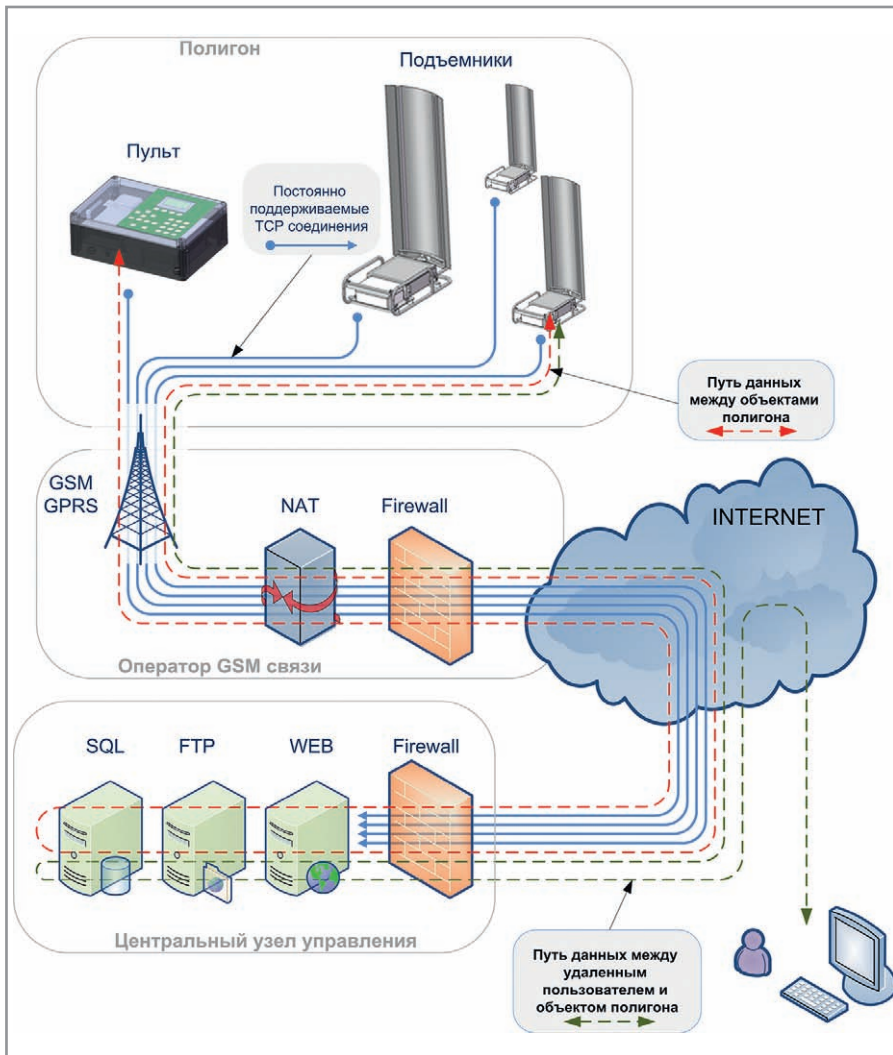 Полигон
Подъемники
Пульт
Постоянно
поддерживаемые
TCP соединения
Путь данных
между объектами
полигона
GSM
GPRS
NAT
Firewall
INTERNET
Оператор GSM связи
SQL
FTP
WEB
Firewall
Центральный узел управления
Путь данных между
удаленным
пользователем и
объектом полигона